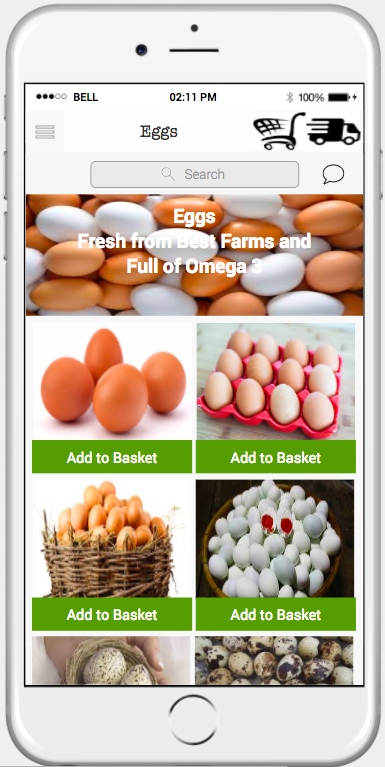 BELL 02:11 PM 100%
Eggs
Search
Eggs
Fresh from Best Farms and
Full of Omega 3
Add to Basket Add to Basket
Add to Basket Add to Basket